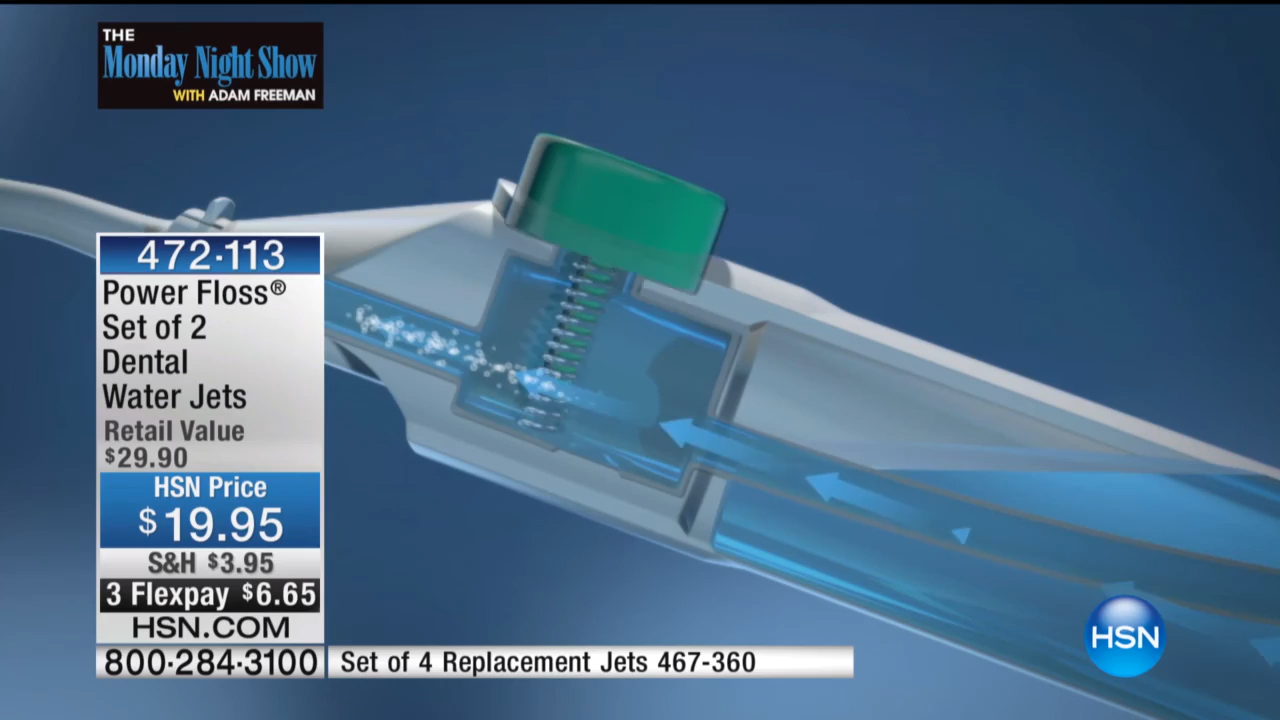 THE
Monday Night Show
WITH ADAM FREEMAN
472-113
Power Floss®
Set of 2
Dental
Water Jets
Retail Value
$29.90
HSN Price
$19.95
S&H $3.95
3 Flexpay $6.65
HSN.COM
800·284·3100
Set of 4 Replacement Jets 467-360
HSN